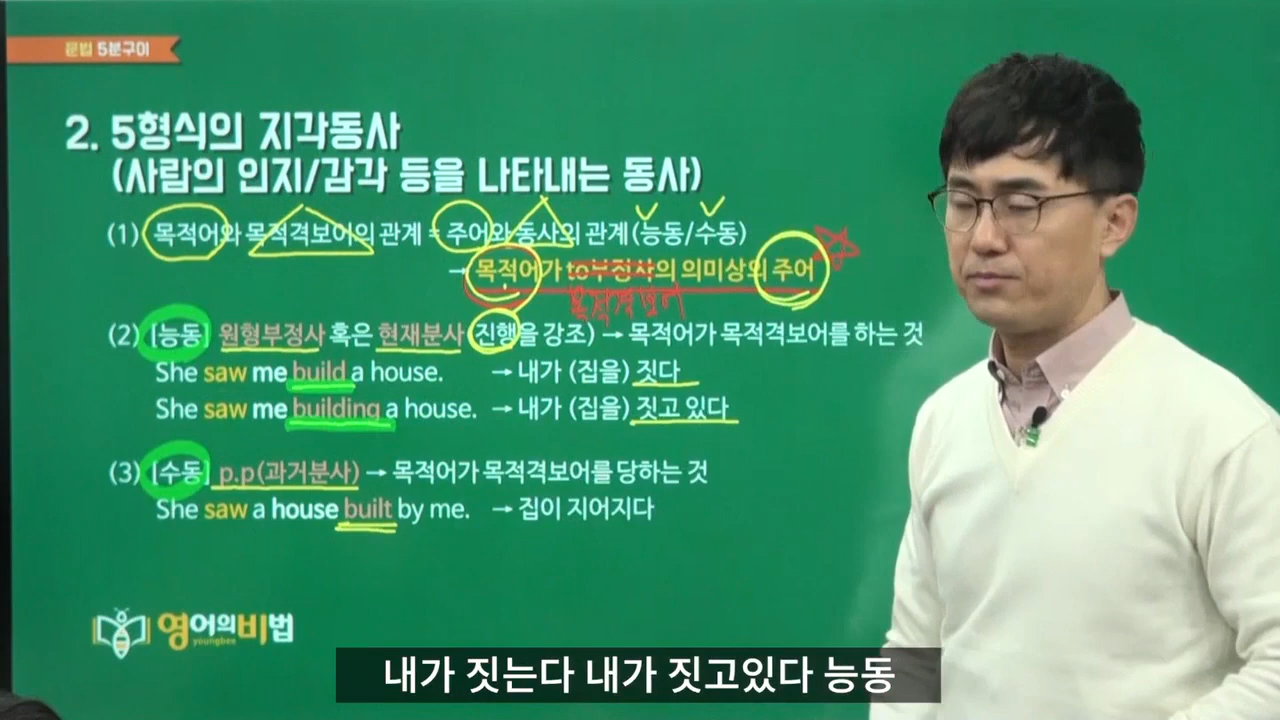 문법 5분구이
2. 5형식의 지각동사
(사람의 인지/감각 등을 나타내는 동사)
(1) 목적어와 목적격보어의 관계 = 주어와 동사의 관계 (능동/수동)
→ 목적어가 to부정사의 의미상의 주어
목적격 보어
(2) [능동] 원형부정사 혹은 현재분사 (진행을 강조) → 목적어가 목적격보어를 하는 것
She saw me build a house. → 내가 (집을) 짓다
She saw me building a house. → 내가 (집을) 짓고 있다
(3) [수동] p.p(과거분사) → 목적어가 목적격보어를 당하는 것
She saw a house built by me. → 집이 지어지다
영어의비법
youngbee
내가 짓는다 내가 짓고있다 능동